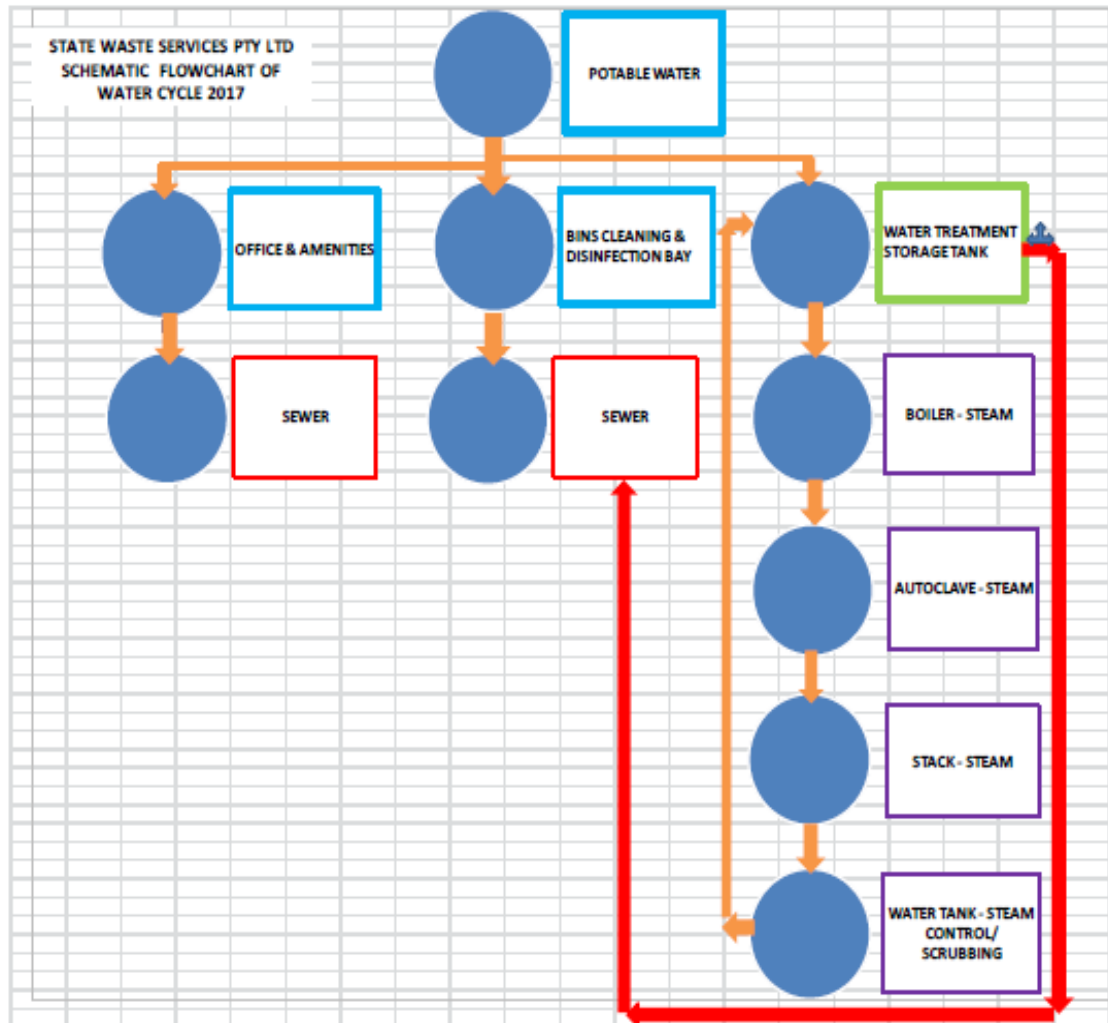 STATE WASTE SERVICES PTY LTD
SCHEMATIC FLOWCHART OF
WATER CYCLE 2017
POTABLE WATER
OFFICE & AMENITIES
BINS CLEANING &
DISINFECTION BAY
WATER TREATMENT
STORAGE TANK
SEWER
SEWER
BOILER - STEAM
AUTOCLAVE - STEAM
STACK - STEAM
WATER TANK - STEAM
CONTROL/
SCRUBBING